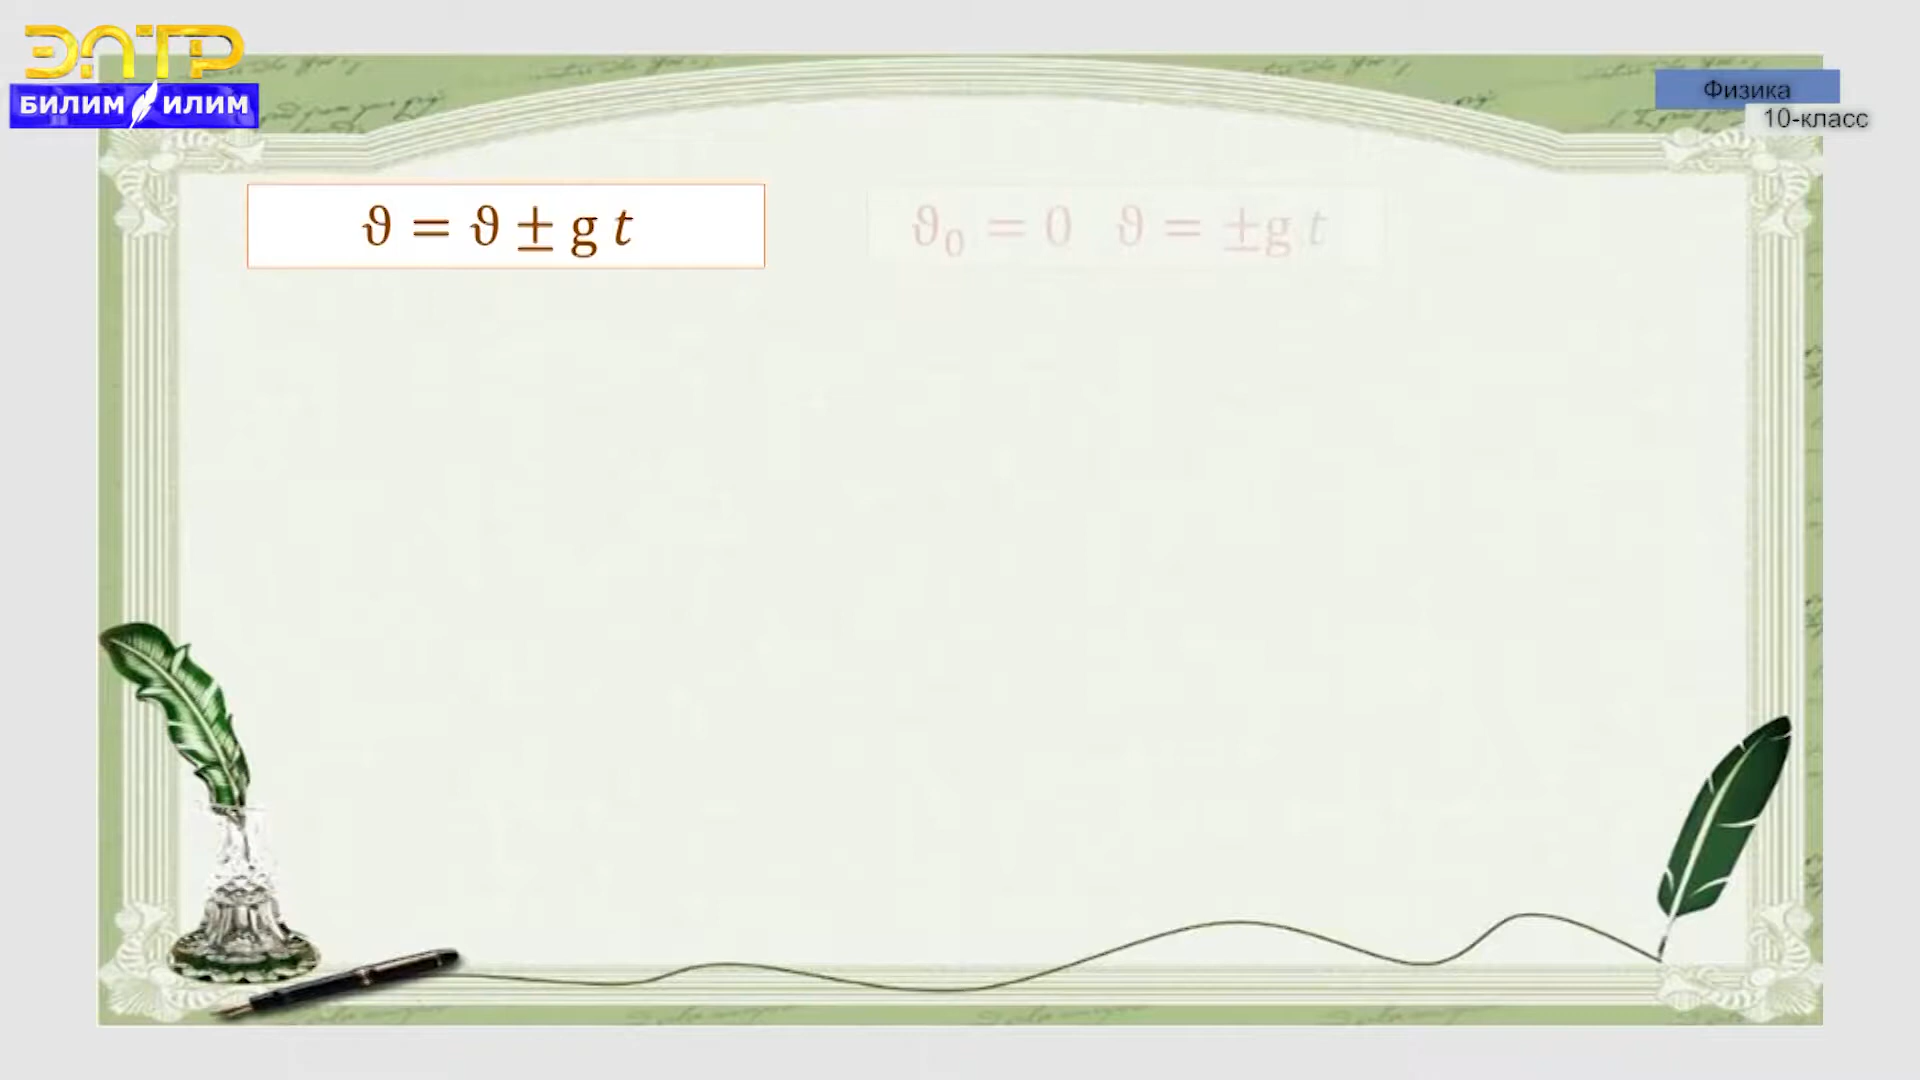 ЭЛТР
БИЛИМ ИЛИМ
Физика
10-класс
ϑ = ϑ ± g t
ϑ₀ = 0 ϑ = ±g t